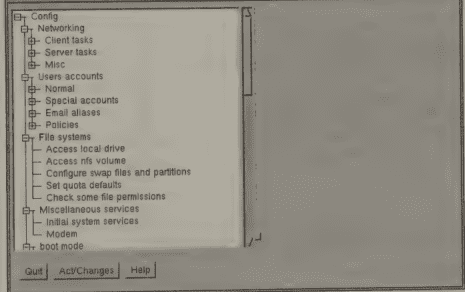 Config
Networking
Client tasks
Server tasks
Misc
Users accounts
Normal
Special accounts
Email aliases
Policies
File systems
Access local drive
Access nfs volume
Configure swap files and partitions
Set quota defaults
Check some file permissions
Miscellaneous services
Initial system services
Modem
boot mode
Quit Act/Changes Help